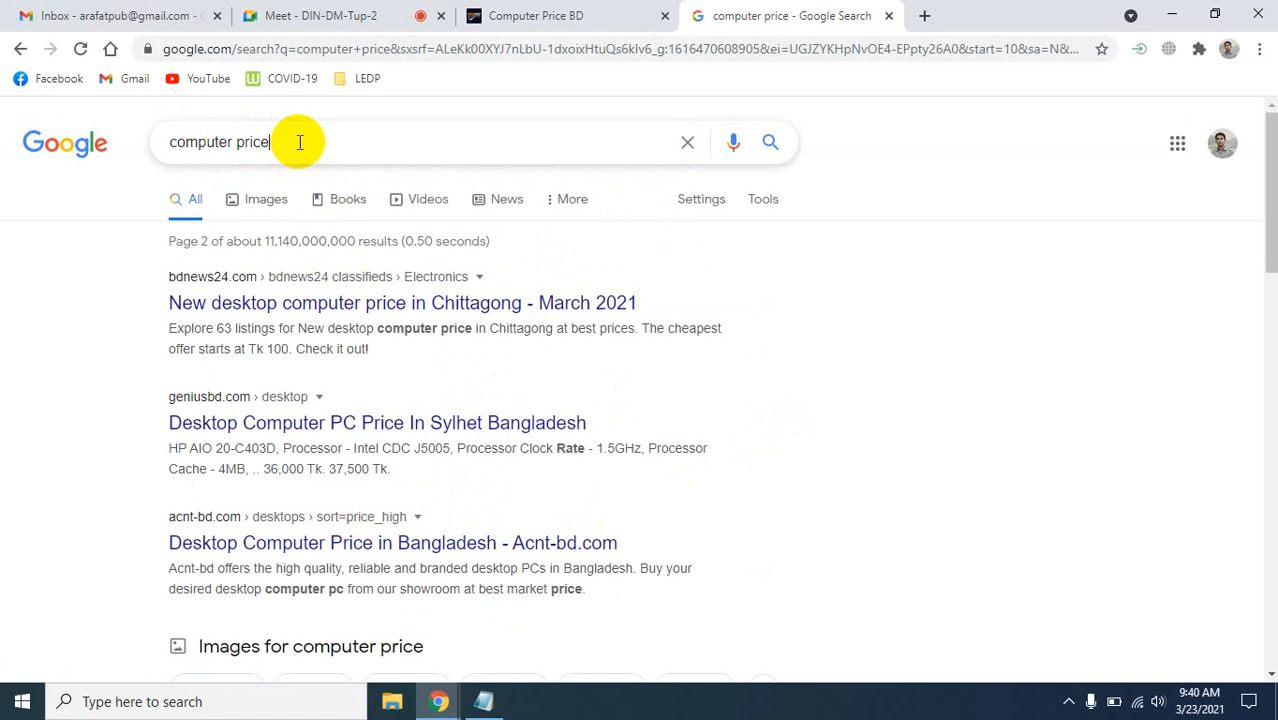 Inbox - arafatpub@gmail.com - G
Meet - DIN-DM-Tup-2
Computer Price BD
computer price - Google Search
google.com/search?q=computer+price&sxsrf=ALeKk00XYJ7nLbU-1dxoixHtuQs6kIv6_g:1616470608905&ei=UGJZYKHpNvOE4-EPpty26A0&start=10&sa=N&...
Facebook
Gmail
YouTube
COVID-19
LEDP
Google
computer price
All
Images
Books
Videos
News
More
Settings
Tools
Page 2 of about 11,140,000,000 results (0.50 seconds)
bdnews24.com › bdnews24 classifieds › Electronics
New desktop computer price in Chittagong - March 2021
Explore 63 listings for New desktop computer price in Chittagong at best prices. The cheapest
offer starts at Tk 100. Check it out!
geniusbd.com › desktop
Desktop Computer PC Price In Sylhet Bangladesh
HP AIO 20-C403D, Processor - Intel CDC J5005, Processor Clock Rate - 1.5GHz, Processor
Cache - 4MB, .. 36,000 Tk. 37,500 Tk.
acnt-bd.com › desktops › sort=price_high
Desktop Computer Price in Bangladesh - Acnt-bd.com
Acnt-bd offers the high quality, reliable and branded desktop PCs in Bangladesh. Buy your
desired desktop computer pc from our showroom at best market price.
Images for computer price
Type here to search
9:40 AM
3/23/2021